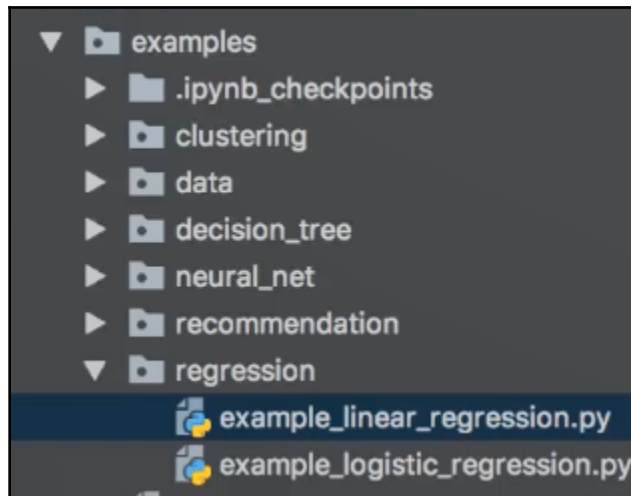 examples
.ipynb_checkpoints
clustering
data
decision_tree
neural_net
recommendation
regression
example_linear_regression.py
example_logistic_regression.py